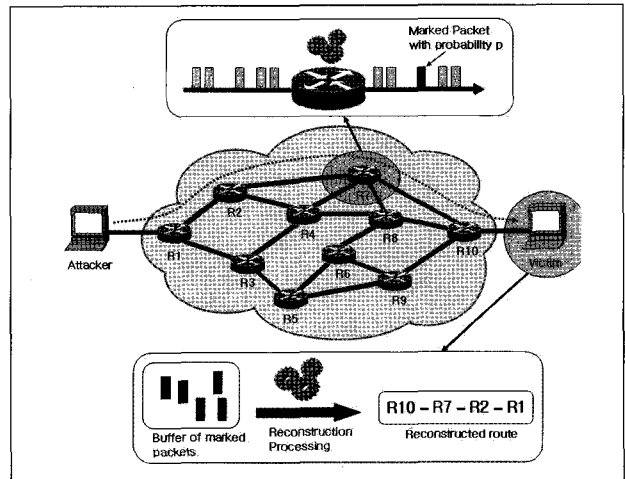 Marked Packet
with probability p
R7
R2
R4
R8
R1
R10
Attacker
Victim
R3
R6
R9
R5
R10 – R7 – R2 – R1
Buffer of marked
packets.
Reconstruction
Processing
Reconstructed route